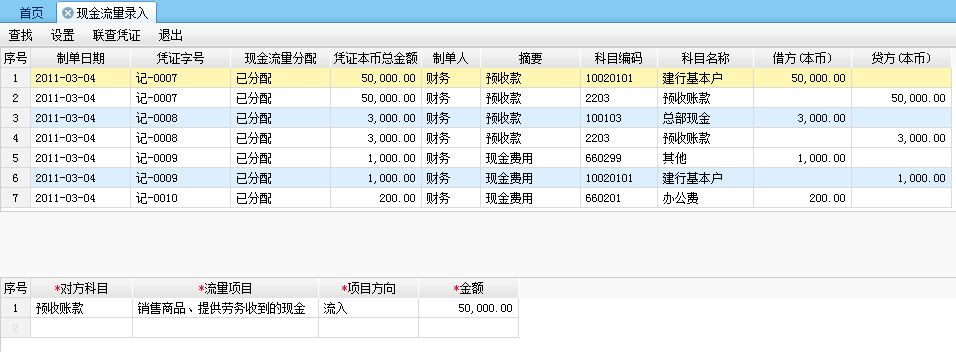 首页 现金流量录入
查找 设置 联查凭证 退出
序号 制单日期 凭证字号 现金流量分配 凭证本币总金额 制单人 摘要 科目编码 科目名称 借方(本币) 贷方(本币)
1 2011-03-04 记-0007 已分配 50,000.00 财务 预收款 10020101 建行基本户 50,000.00
2 2011-03-04 记-0007 已分配 50,000.00 财务 预收款 2203 预收账款 50,000.00
3 2011-03-04 记-0008 已分配 3,000.00 财务 预收款 100103 总部现金 3,000.00
4 2011-03-04 记-0008 已分配 3,000.00 财务 预收款 2203 预收账款 3,000.00
5 2011-03-04 记-0009 已分配 1,000.00 财务 现金费用 660299 其他 1,000.00
6 2011-03-04 记-0009 已分配 1,000.00 财务 现金费用 10020101 建行基本户 1,000.00
7 2011-03-04 记-0010 已分配 200.00 财务 现金费用 660201 办公费 200.00
序号 *对方科目 *流量项目 *项目方向 *金额
1 预收账款 销售商品、提供劳务收到的现金 流入 50,000.00
2